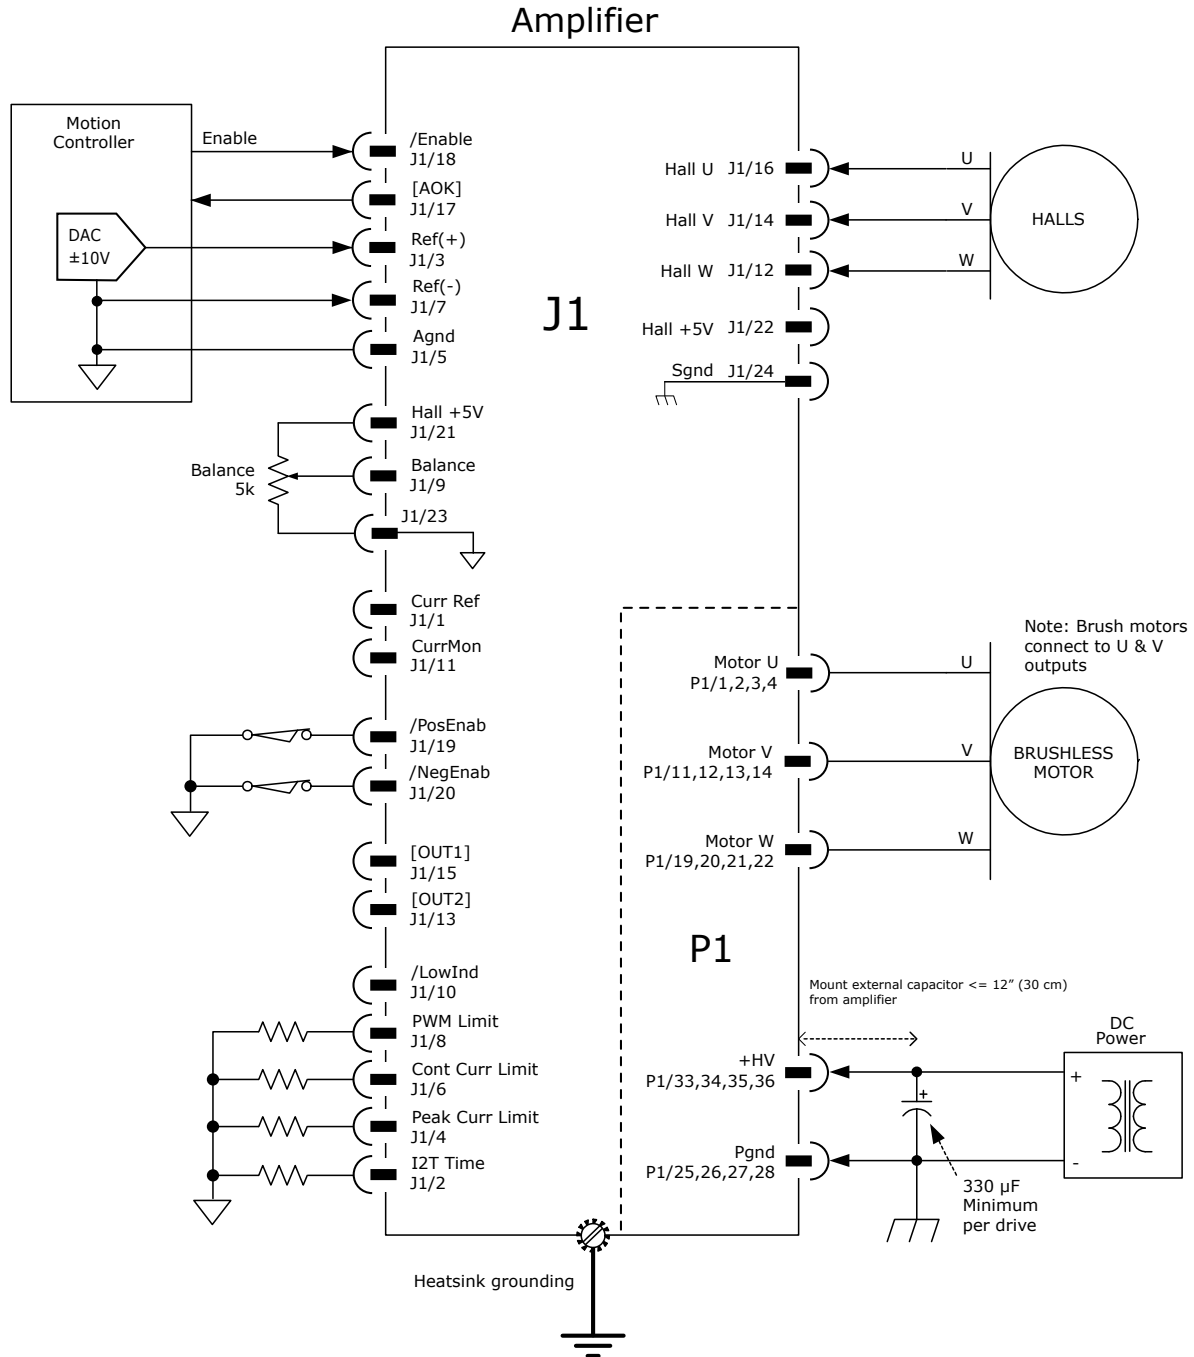 Amplifier
Motion
Controller
Enable
DAC
±10V
/Enable
J1/18
[AOK]
J1/17
Ref(+)
J1/3
Ref(-)
J1/7
Agnd
J1/5
Hall +5V
J1/21
Balance
5k
Balance
J1/9
J1/23
Curr Ref
J1/1
CurrMon
J1/11
/PosEnab
J1/19
/NegEnab
J1/20
[OUT1]
J1/15
[OUT2]
J1/13
/LowInd
J1/10
PWM Limit
J1/8
Cont Curr Limit
J1/6
Peak Curr Limit
J1/4
I2T Time
J1/2
J1
Hall U J1/16
U
Hall V J1/14
V
Hall W J1/12
W
HALLS
Hall +5V J1/22
Sgnd J1/24
Note: Brush motors
connect to U & V
outputs
Motor U
P1/1,2,3,4
U
Motor V
P1/11,12,13,14
V
BRUSHLESS
MOTOR
Motor W
P1/19,20,21,22
W
P1
Mount external capacitor <= 12” (30 cm)
from amplifier
DC
Power
+HV
P1/33,34,35,36
+
+
Pgnd
P1/25,26,27,28
-
330 µF
Minimum
per drive
Heatsink grounding